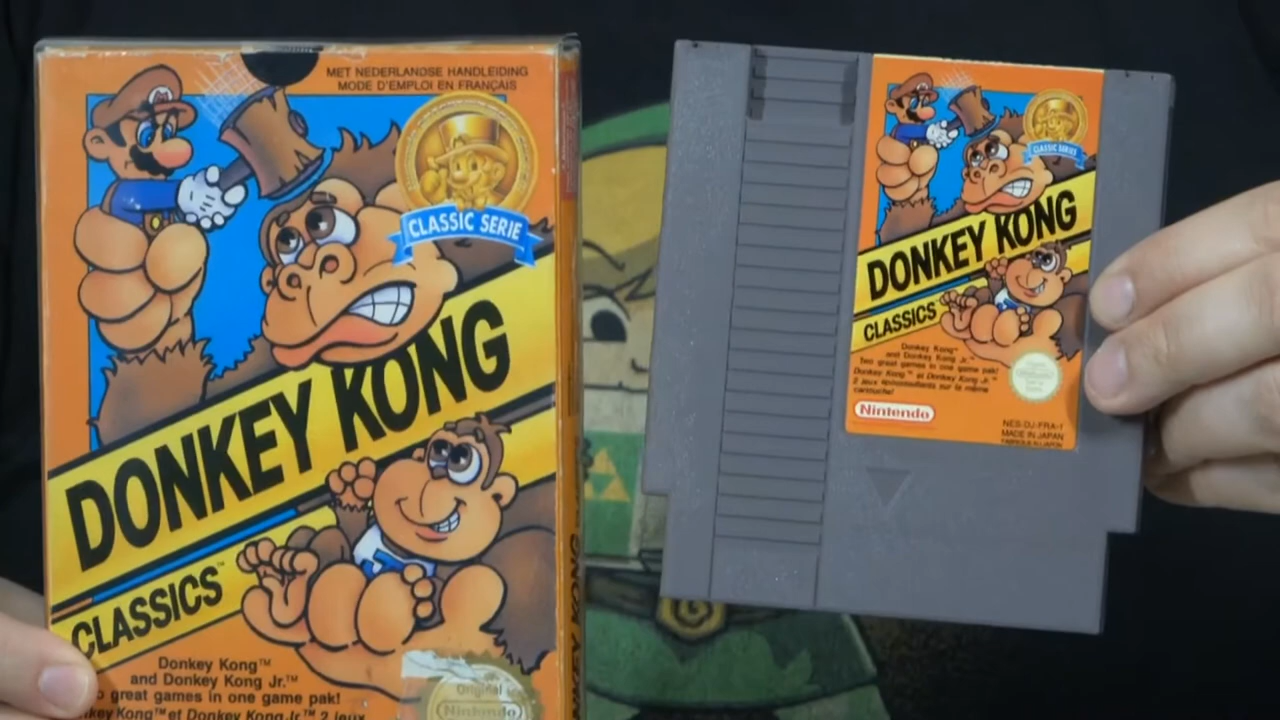 MET NEDERLANDSE HANDLEIDING
MODE D'EMPLOI EN FRANÇAIS
CLASSIC SERIE
DONKEY KONG
CLASSICS™
Donkey Kong™
and Donkey Kong Jr.™
great games in one game pak!
Kong™ et Donkey Kong Jr.™ 2 jeux
Original
Nintendo
M
CLASSIC SERIE
DONKEY KONG
CLASSICS
Donkey Kong™
and Donkey Kong Jr.™
Two great games in one game pak!
Donkey Kong™ et Donkey Kong Jr.™
2 jeux époustouflants sur la même
cartouche!
Nintendo
NES-DJ-FRA-1
MADE IN JAPAN